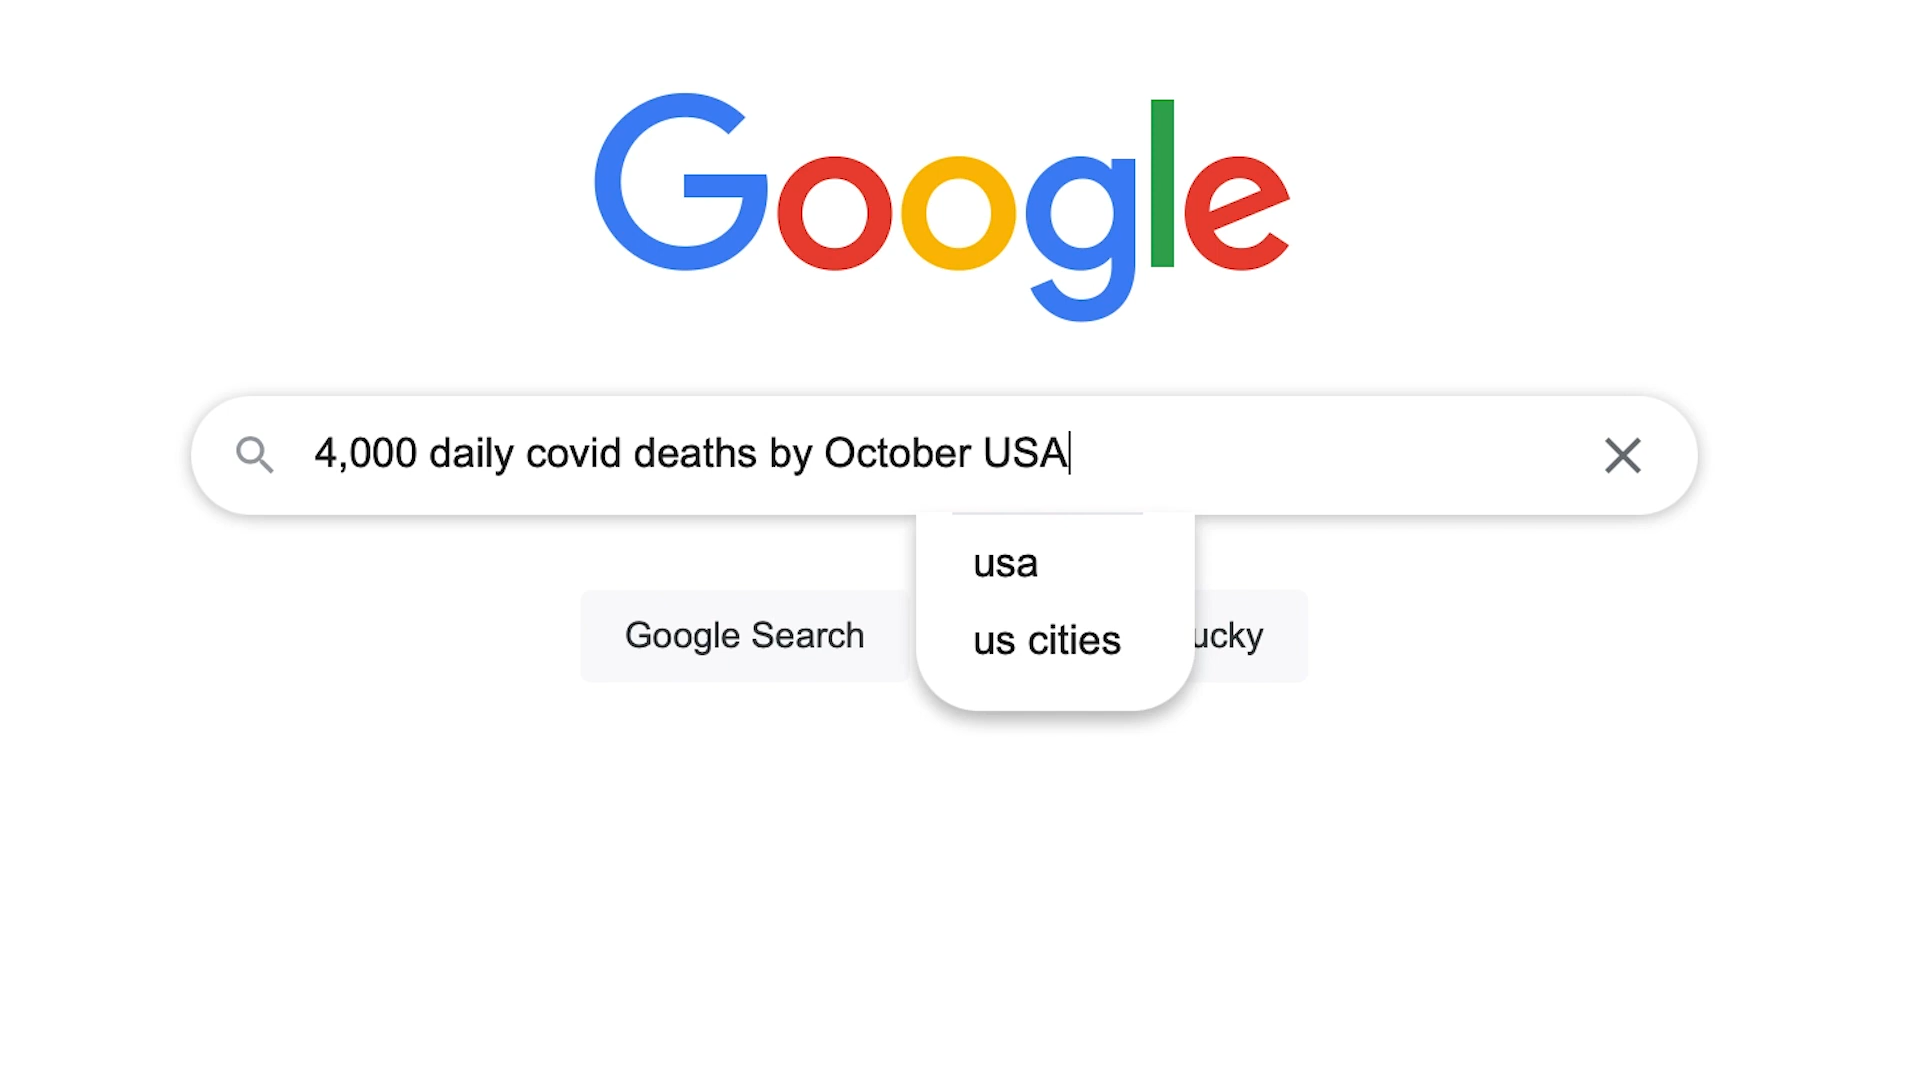 Google
4,000 daily covid deaths by October USA
usa
us cities
Google Search
ucky